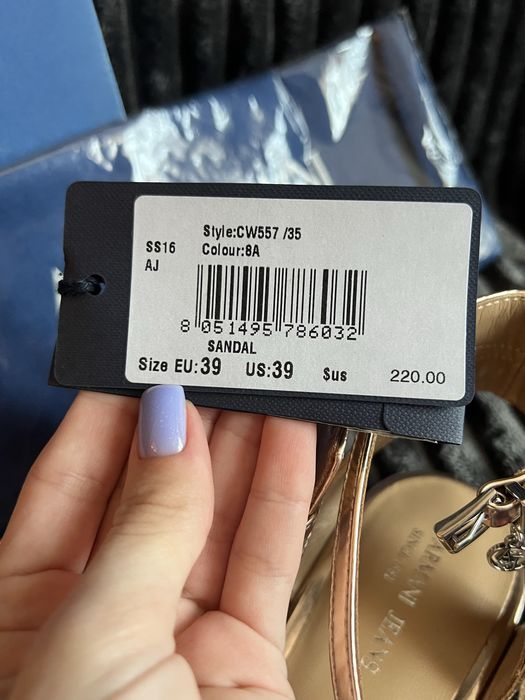 Style:CW557 /35
SS16 Colour:8A
AJ
8 051495 786032
SANDAL
Size EU:39 US:39 $us 220.00
ARMANI JEANS